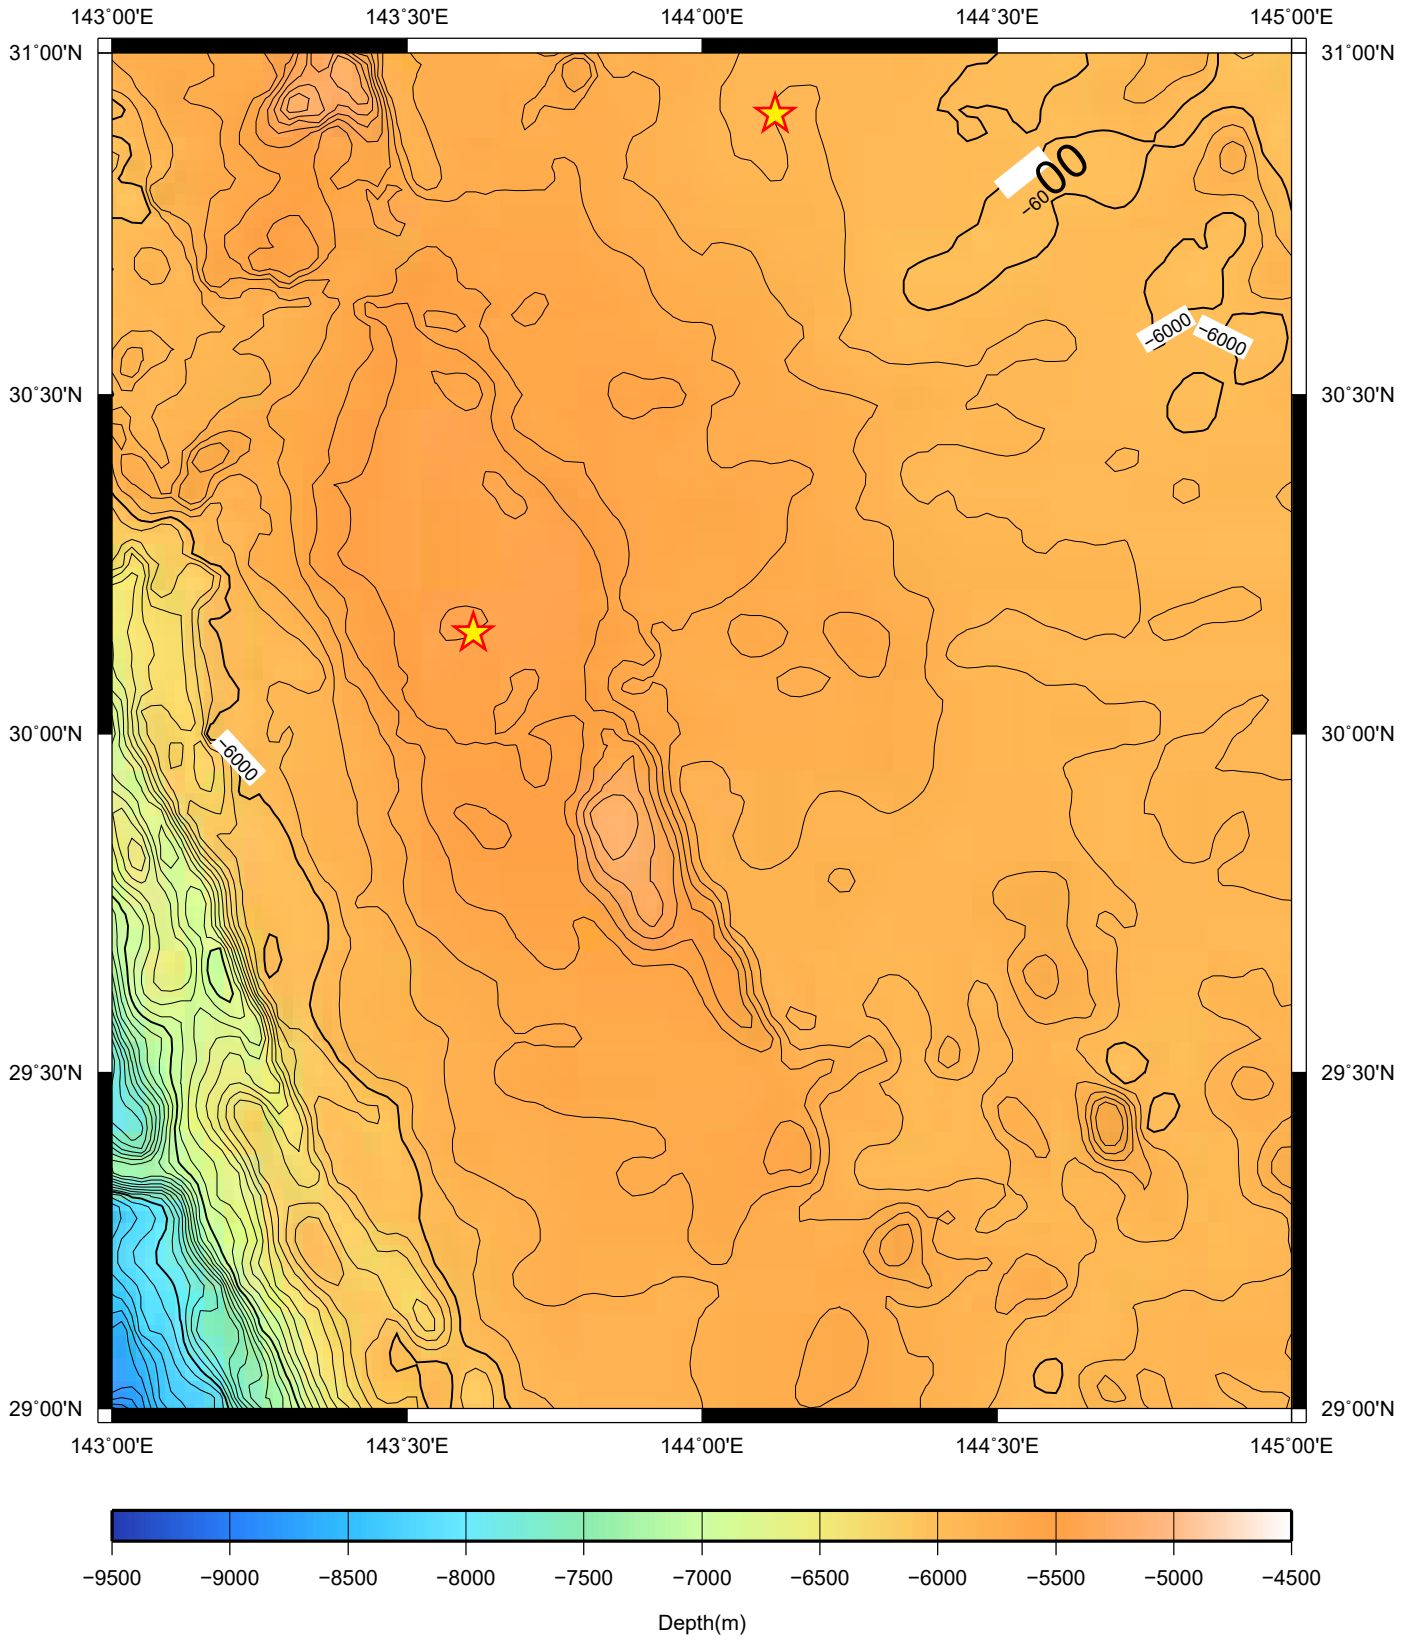 143°00'E 143°30'E 144°00'E 144°30'E 145°00'E
31°00'N 31°00'N
−6000
00
−6000 −6000
30°30'N 30°30'N
30°00'N 30°00'N
−6000
29°30'N 29°30'N
29°00'N 29°00'N
143°00'E 143°30'E 144°00'E 144°30'E 145°00'E
−9500 −9000 −8500 −8000 −7500 −7000 −6500 −6000 −5500 −5000 −4500
Depth(m)